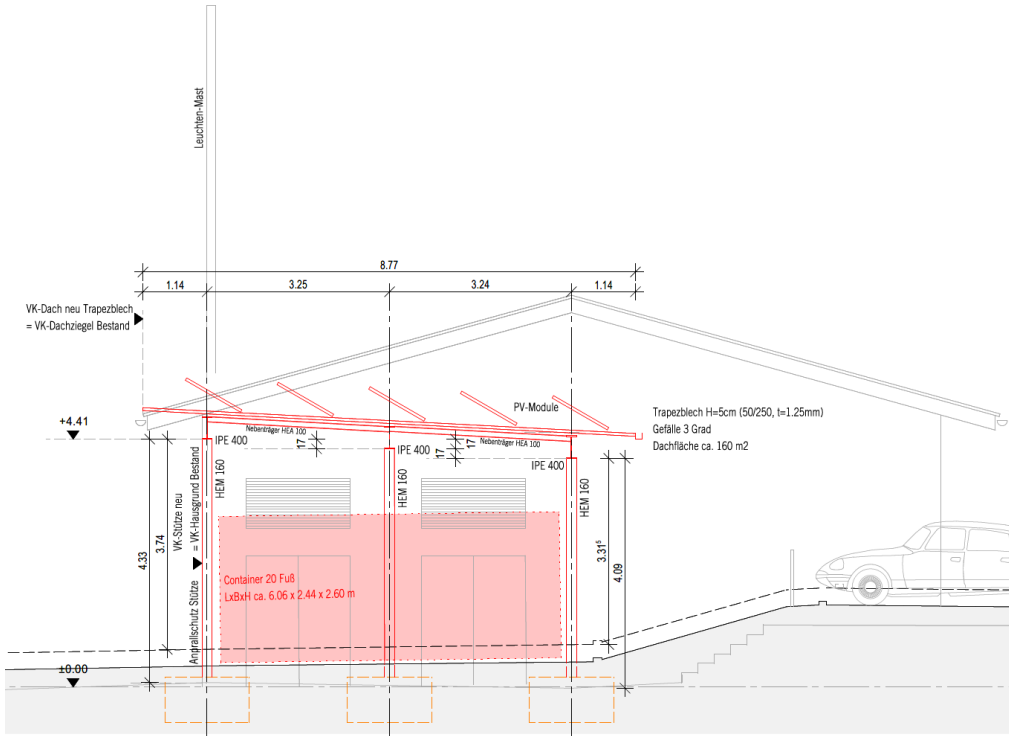 Leuchten-Mast
8.77
1.14
3.25
3.24
1.14
VK-Dach neu Trapezblech
= VK-Dachziegel Bestand
PV-Module
Trapezblech H=5cm (50/250, t=1.25mm)
Gefälle 3 Grad
Dachfläche ca. 160 m2
+4.41
Nebenträger HEA 100
Nebenträger HEA 100
IPE 400
IPE 400
IPE 400
17
17
17
HEM 160
HEM 160
HEM 160
4.33
3.74
VK-Stütze neu
= VK-Hausgrund Bestand
Anprallschutz Stütze
3.31⁵
4.09
Container 20 Fuß
LxBxH ca. 6.06 x 2.44 x 2.60 m
±0.00